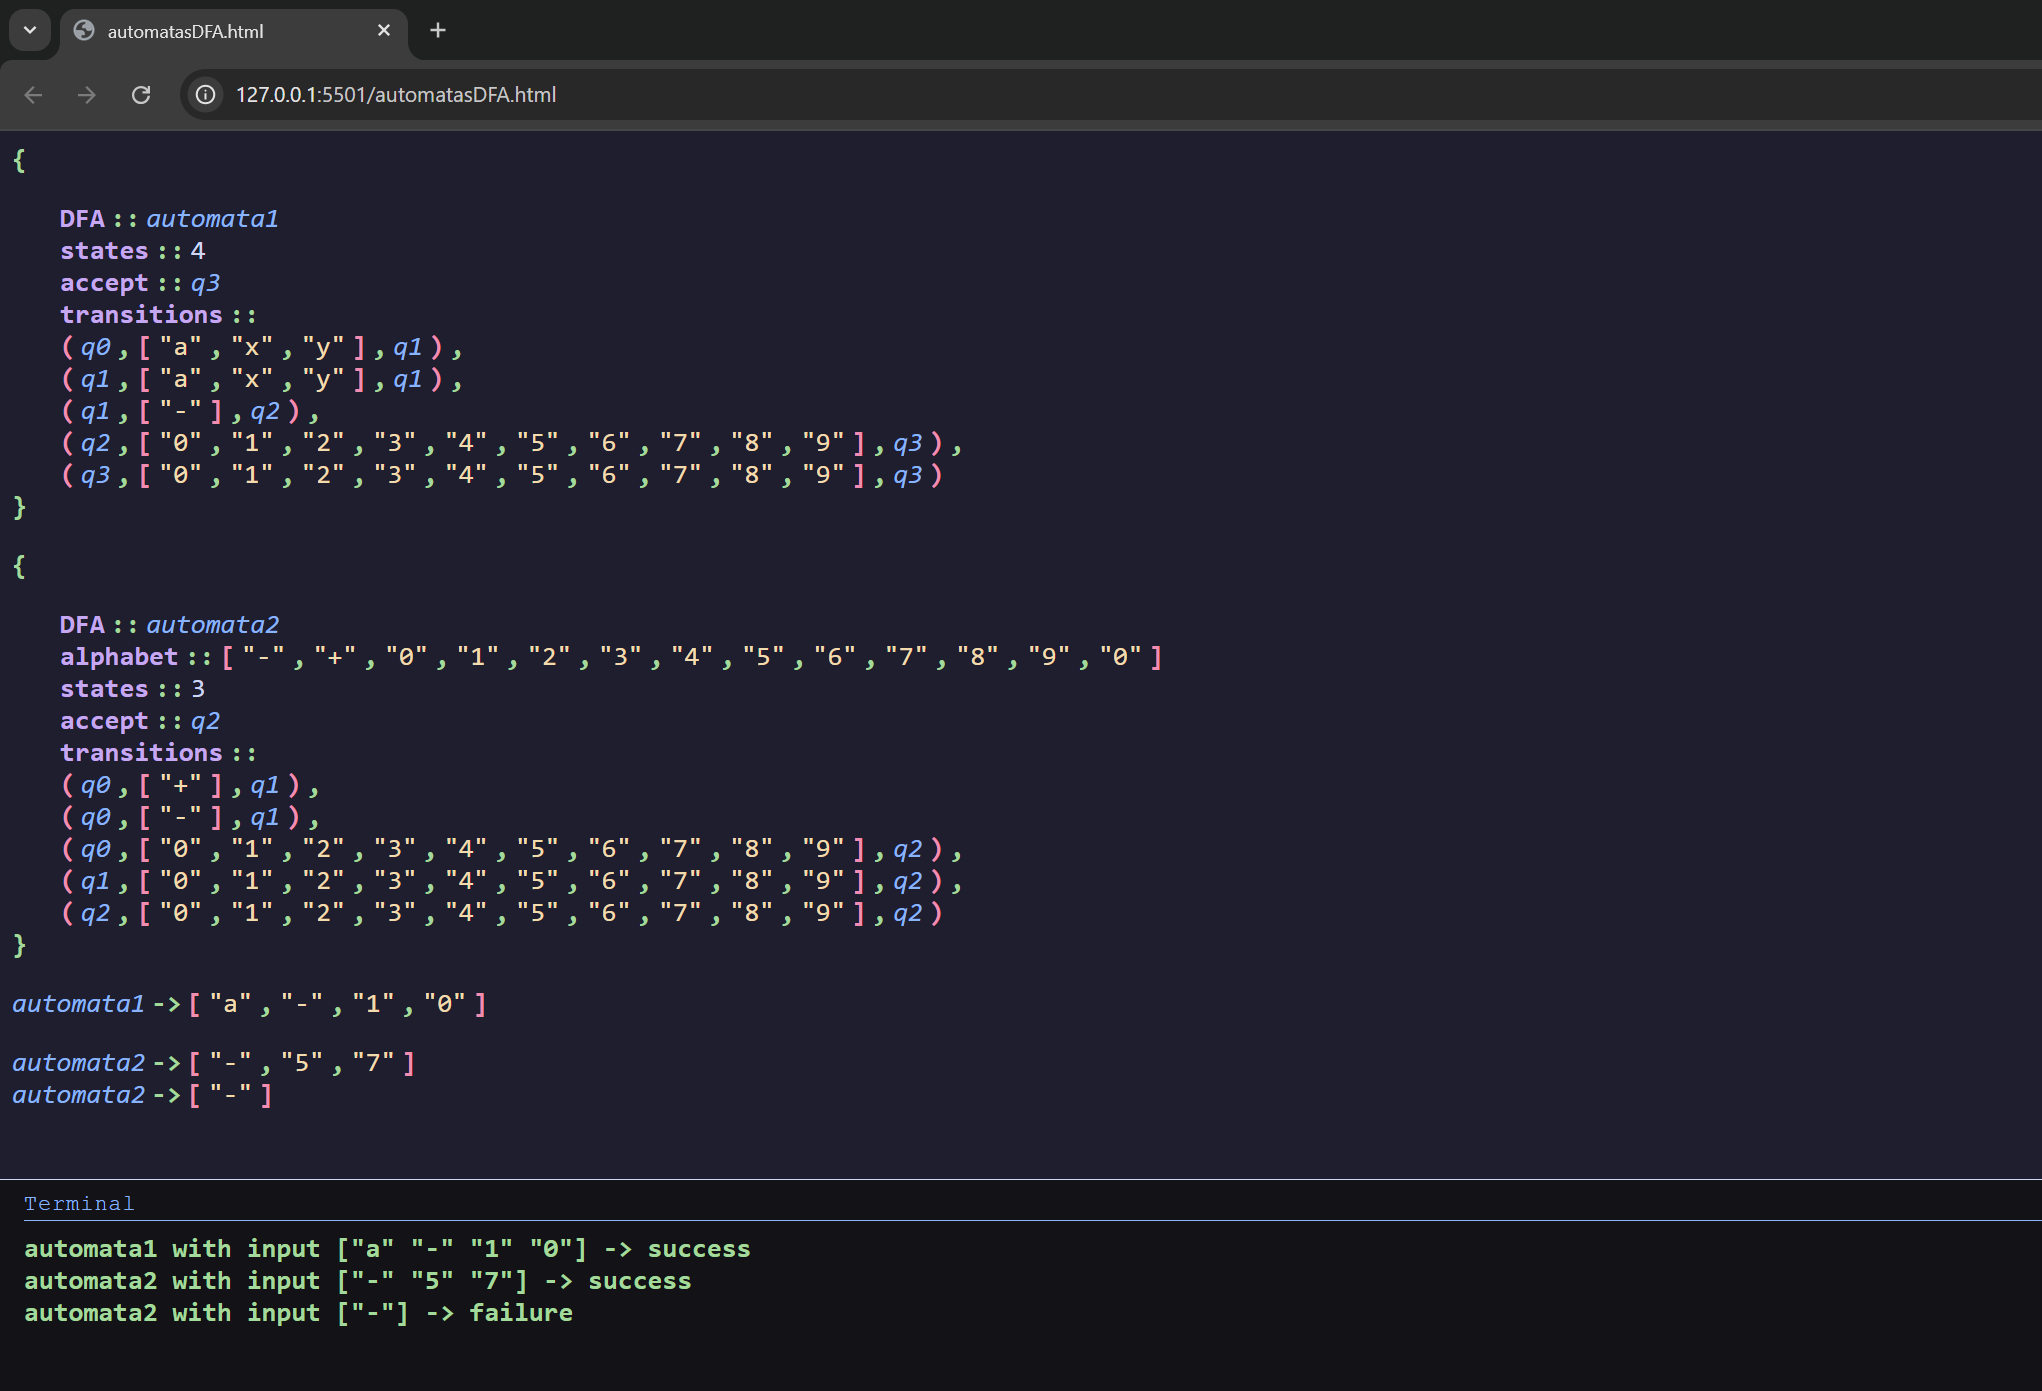 automatasDFA.html
127.0.0.1:5501/automatasDFA.html
{
DFA :: automata1
states :: 4
accept :: q3
transitions ::
( q0 , [ "a" , "x" , "y" ] , q1 ) ,
( q1 , [ "a" , "x" , "y" ] , q1 ) ,
( q1 , [ "-" ] , q2 ) ,
( q2 , [ "0" , "1" , "2" , "3" , "4" , "5" , "6" , "7" , "8" , "9" ] , q3 ) ,
( q3 , [ "0" , "1" , "2" , "3" , "4" , "5" , "6" , "7" , "8" , "9" ] , q3 )
}
{
DFA :: automata2
alphabet :: [ "-" , "+" , "0" , "1" , "2" , "3" , "4" , "5" , "6" , "7" , "8" , "9" , "0" ]
states :: 3
accept :: q2
transitions ::
( q0 , [ "+" ] , q1 ) ,
( q0 , [ "-" ] , q1 ) ,
( q0 , [ "0" , "1" , "2" , "3" , "4" , "5" , "6" , "7" , "8" , "9" ] , q2 ) ,
( q1 , [ "0" , "1" , "2" , "3" , "4" , "5" , "6" , "7" , "8" , "9" ] , q2 ) ,
( q2 , [ "0" , "1" , "2" , "3" , "4" , "5" , "6" , "7" , "8" , "9" ] , q2 )
}
automata1 -> [ "a" , "-" , "1" , "0" ]
automata2 -> [ "-" , "5" , "7" ]
automata2 -> [ "-" ]
Terminal
automata1 with input ["a" "-" "1" "0"] -> success
automata2 with input ["-" "5" "7"] -> success
automata2 with input ["-"] -> failure